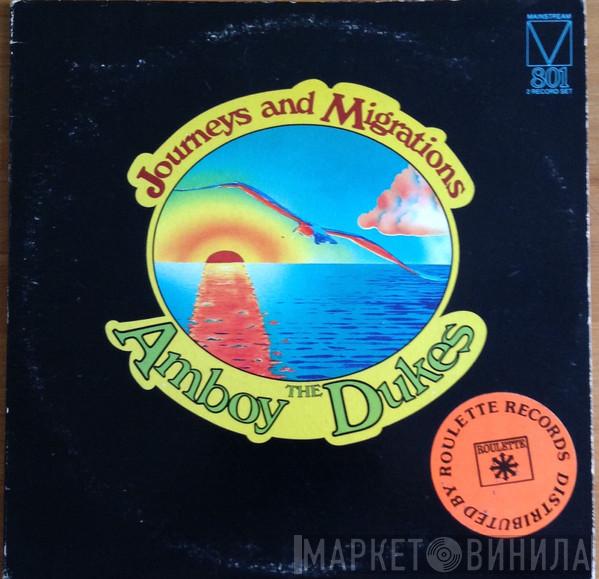 MAINSTREAM
801
2 RECORD SET
Journeys and Migrations
THE
Amboy Dukes
DISTRIBUTED BY ROULETTE RECORDS
ROULETTE
МАРКЕТ ВИНИЛА